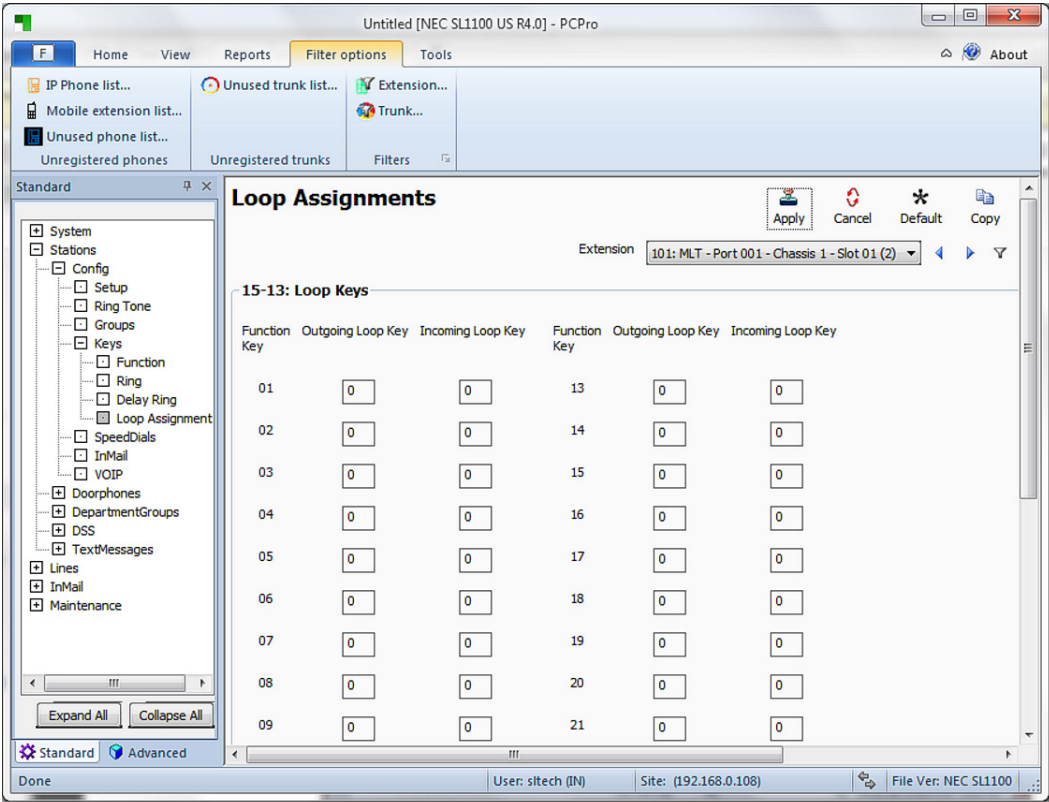 Untitled [NEC SL1100 US R4.0] - PCPro
F Home View Reports Filter options Tools About
IP Phone list... Unused trunk list... Extension...
Mobile extension list... Trunk...
Unused phone list...
Unregistered phones Unregistered trunks Filters
Standard
System
Stations
Config
Setup
Ring Tone
Groups
Keys
Function
Ring
Delay Ring
Loop Assignment
SpeedDials
InMail
VOIP
Doorphones
DepartmentGroups
DSS
TextMessages
Lines
InMail
Maintenance
Expand All Collapse All
Standard Advanced
Loop Assignments
Apply Cancel Default Copy
Extension 101: MLT - Port 001 - Chassis 1 - Slot 01 (2)
15-13: Loop Keys
Function Key Outgoing Loop Key Incoming Loop Key Function Key Outgoing Loop Key Incoming Loop Key
01 0 0 13 0 0
02 0 0 14 0 0
03 0 0 15 0 0
04 0 0 16 0 0
05 0 0 17 0 0
06 0 0 18 0 0
07 0 0 19 0 0
08 0 0 20 0 0
09 0 0 21 0 0
Done User: sltech (IN) Site: (192.168.0.108) File Ver: NEC SL1100